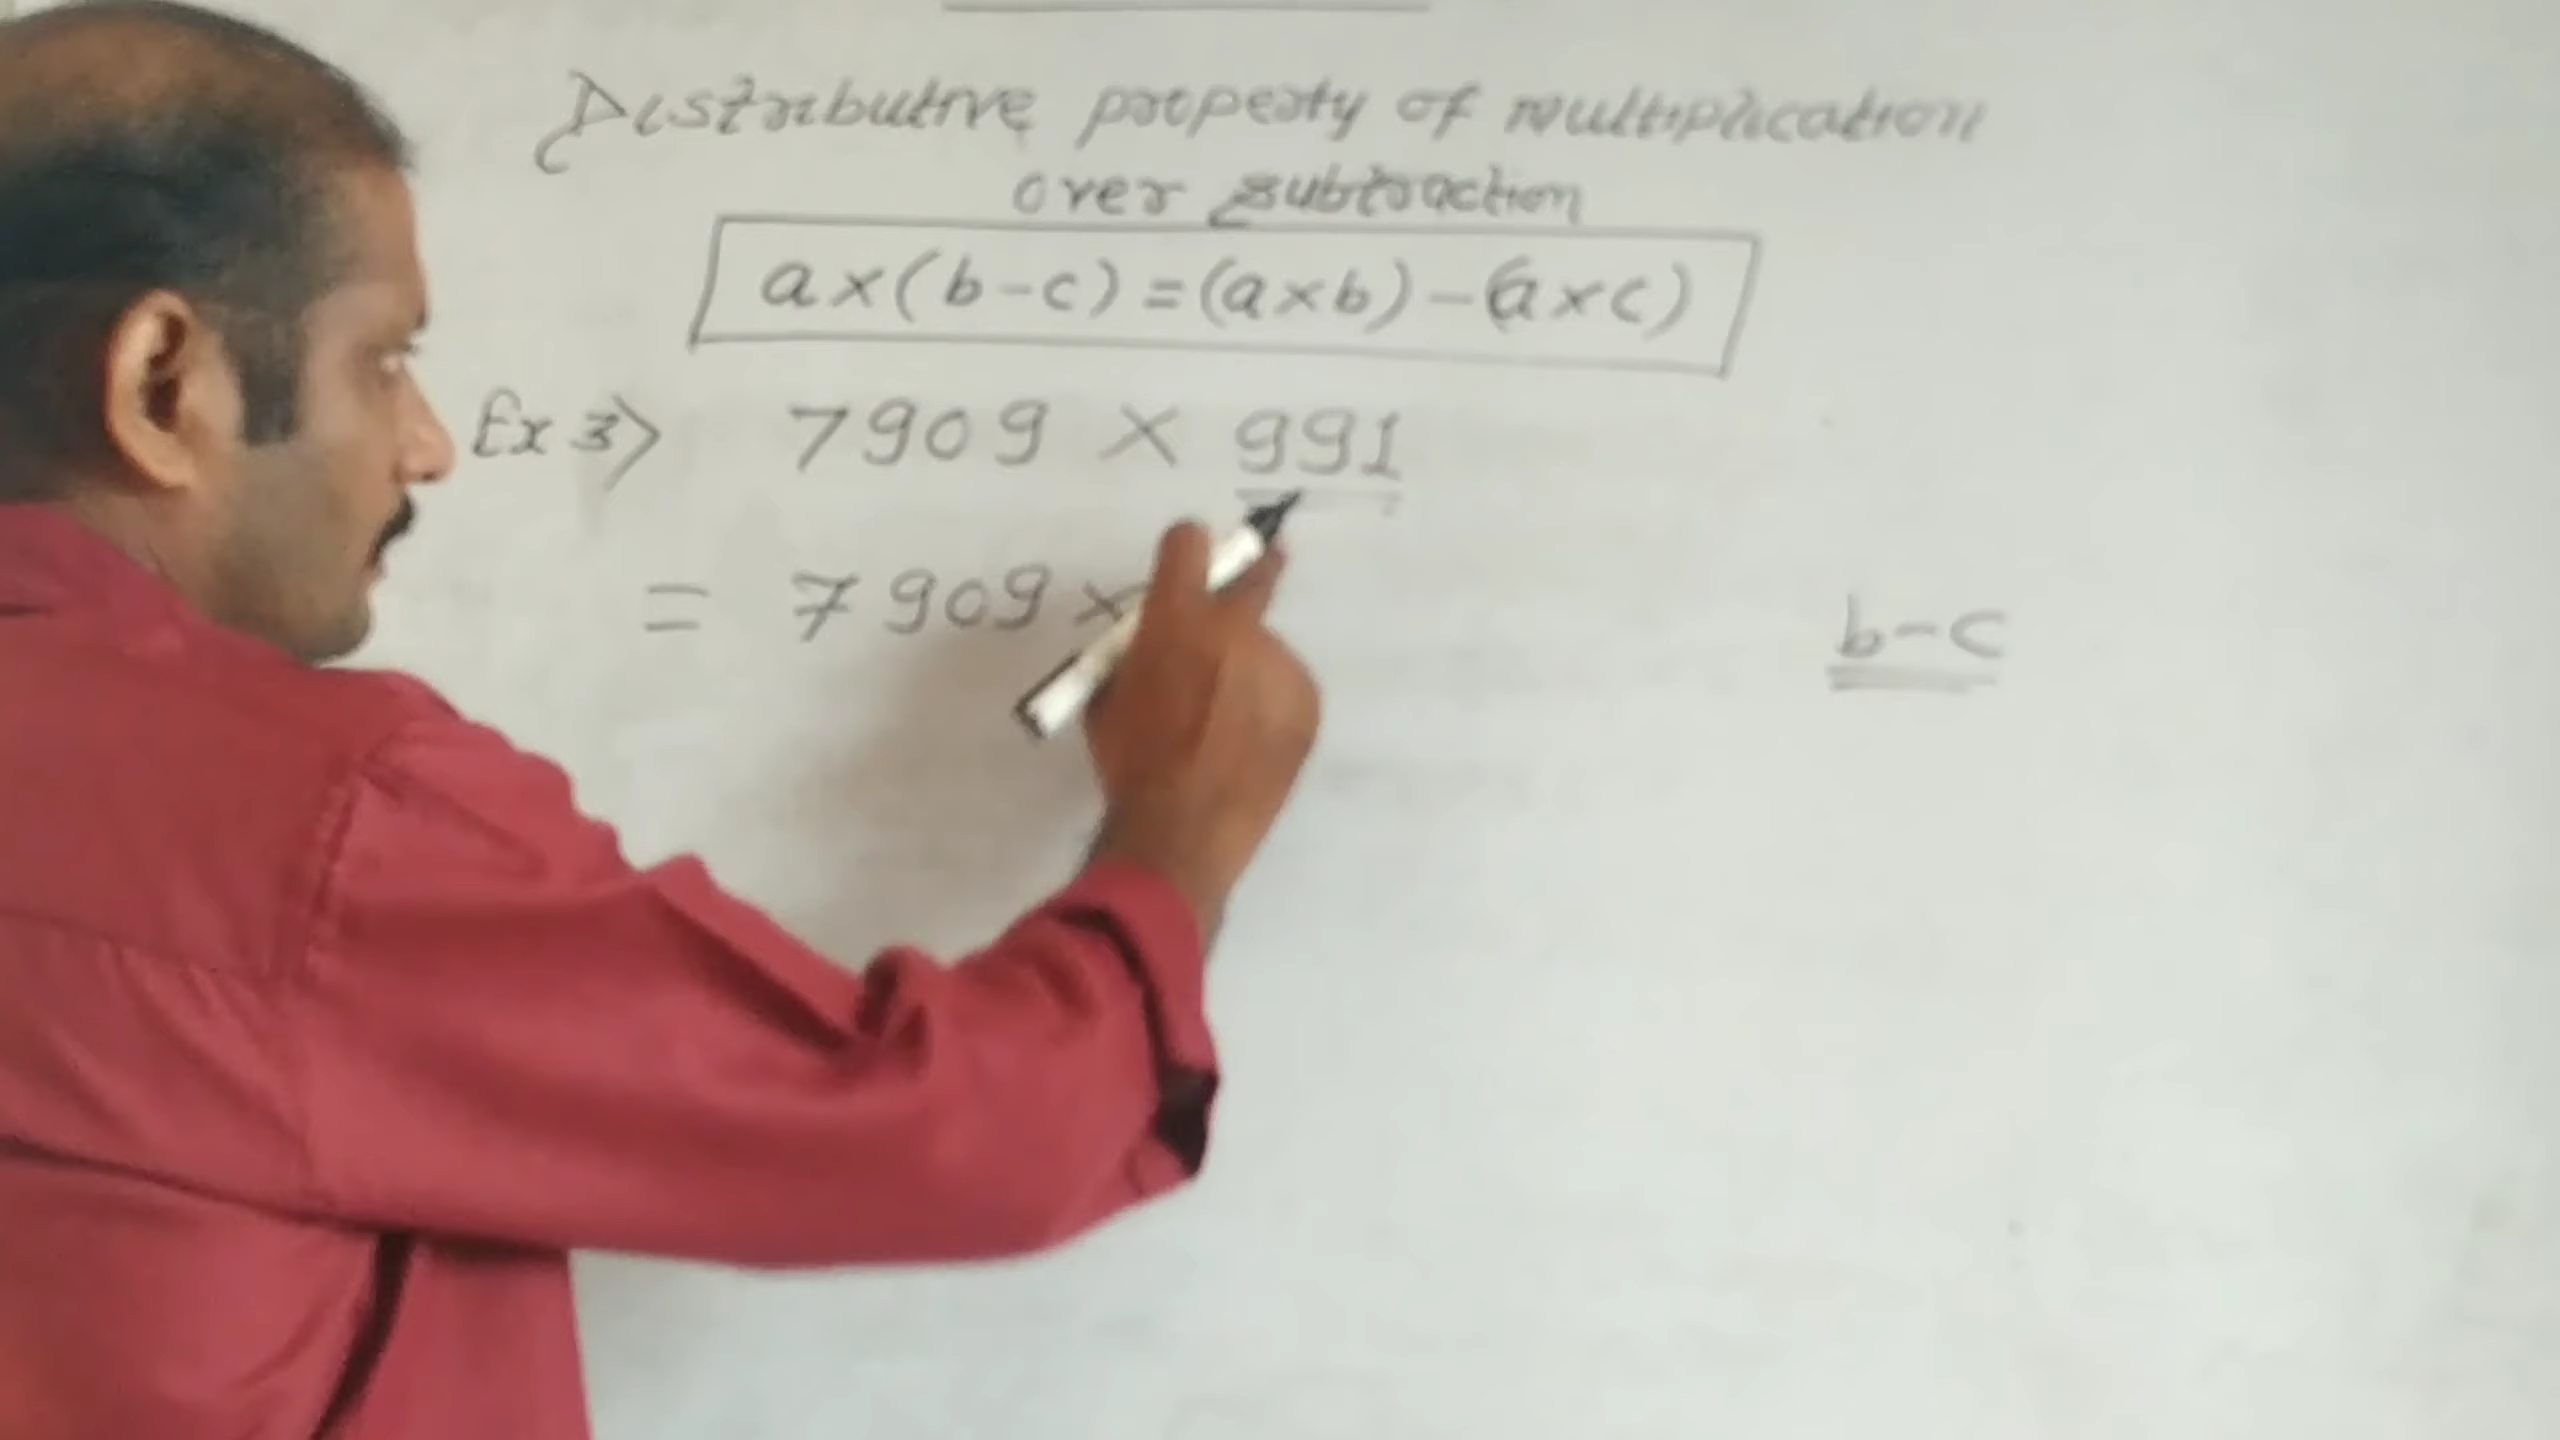 Distributive property of multiplication
over subtraction
a×(b-c)=(a×b)-(a×c)
Ex 3> 7909 × 991
= 7909×
b-c